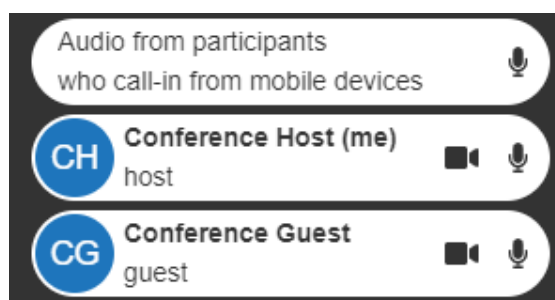 Audio from participants
who call-in from mobile devices
CH
Conference Host (me)
host
CG
Conference Guest
guest